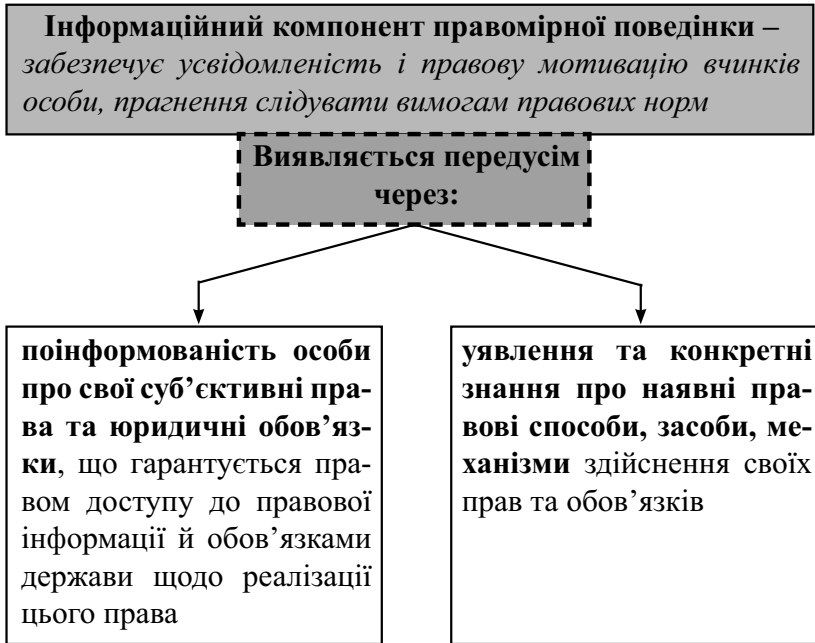 Інформаційний компонент правомірної поведінки –
забезпечує усвідомленість і правову мотивацію вчинків
особи, прагнення слідувати вимогам правових норм
Виявляється передусім
через:
поінформованість особи
про свої суб’єктивні пра-
ва та юридичні обов’яз-
ки, що гарантується пра-
вом доступу до правової
інформації й обов’язками
держави щодо реалізації
цього права
уявлення та конкретні
знання про наявні пра-
вові способи, засоби, ме-
ханізми здійснення своїх
прав та обов’язків